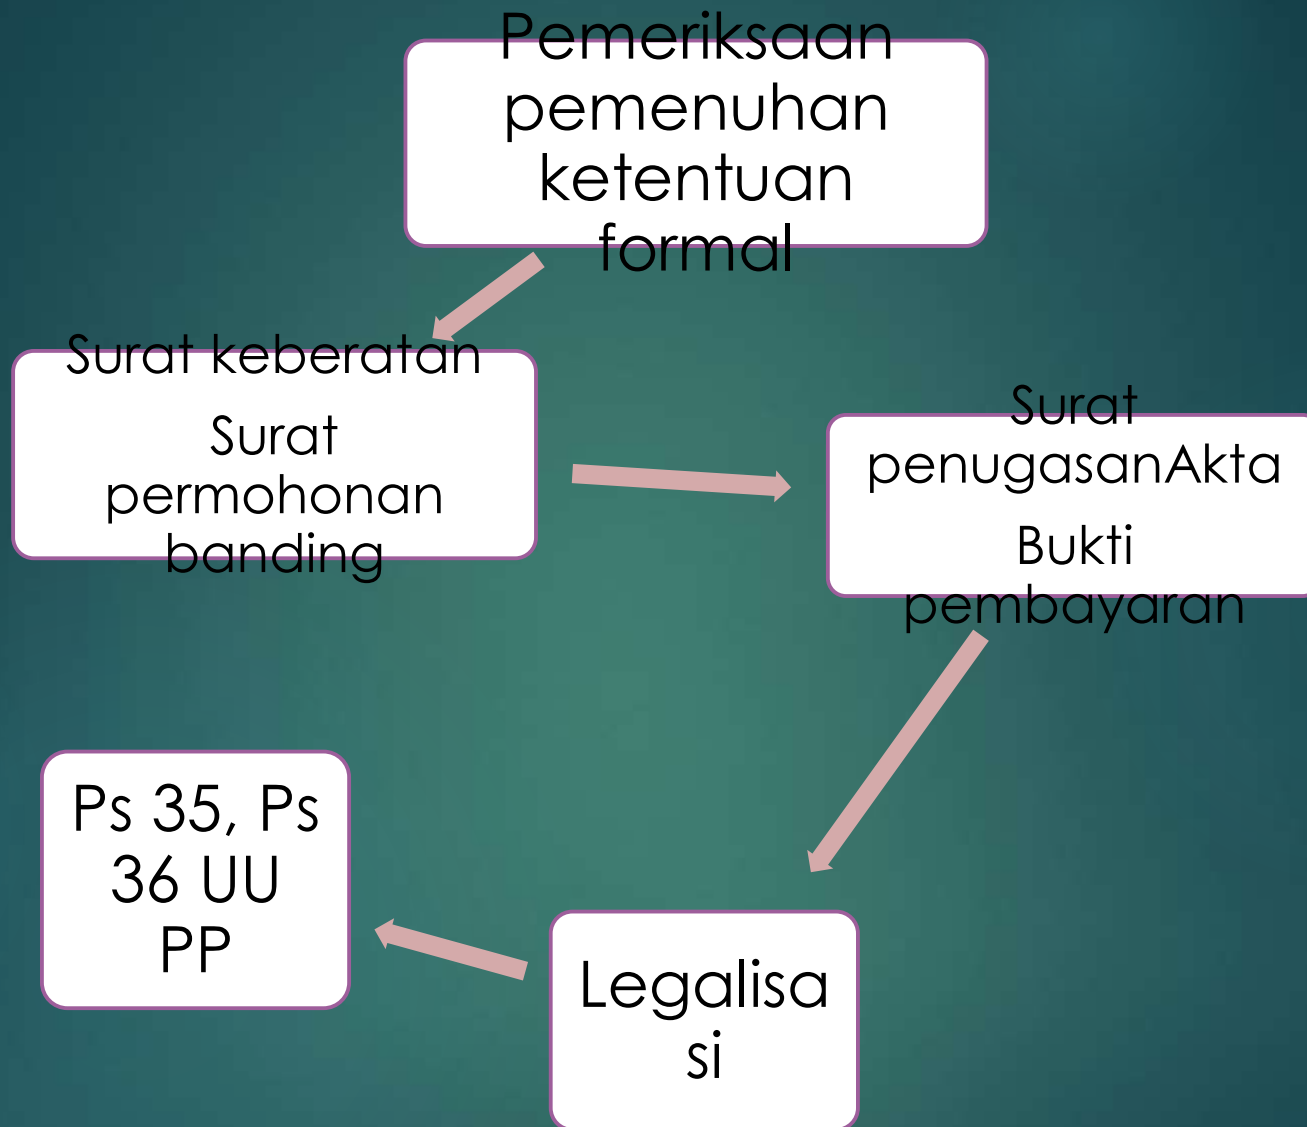 Pemeriksaan
pemenuhan
ketentuan
formal
Surat keberatan
Surat
permohonan
banding
Surat
penugasanAkta
Bukti
pembayaran
Legalisa
si
Ps 35, Ps
36 UU
PP